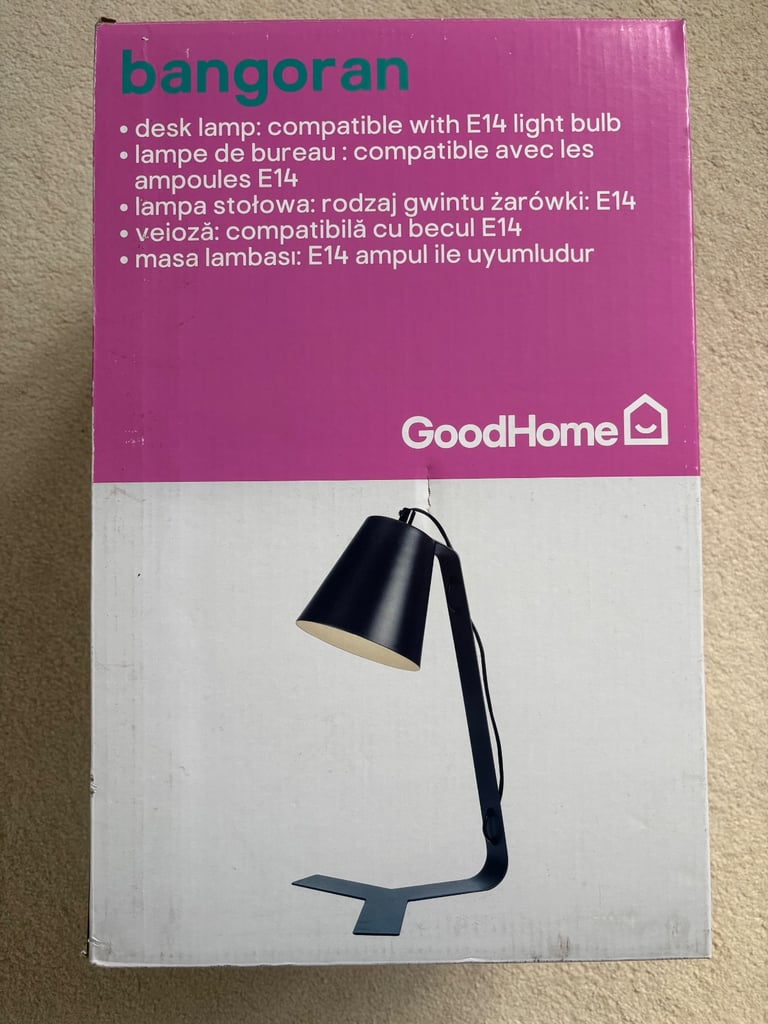 bangoran
• desk lamp: compatible with E14 light bulb
• lampe de bureau : compatible avec les
ampoules E14
• lampa stołowa: rodzaj gwintu żarówki: E14
• veioză: compatibilă cu becul E14
• masa lambası: E14 ampul ile uyumludur
GoodHome